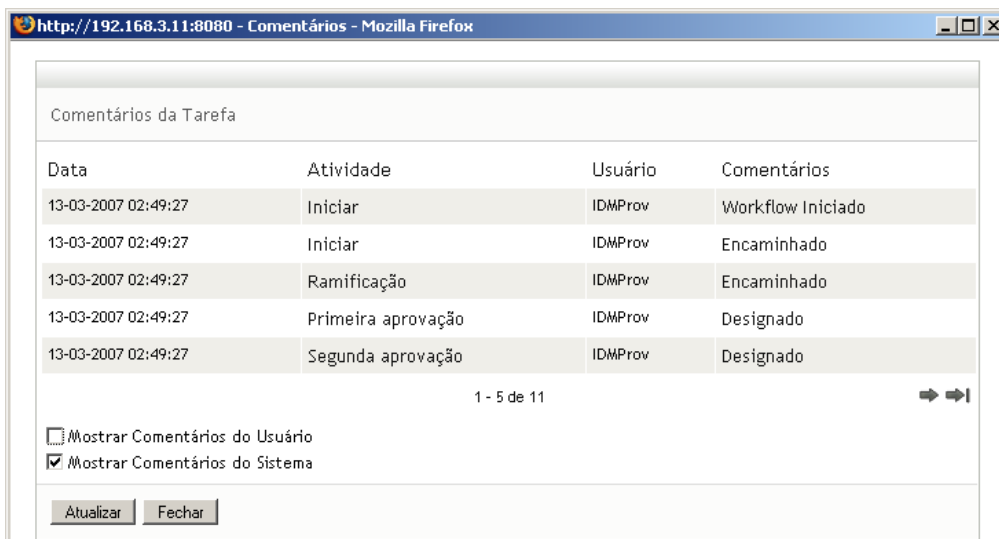 http://192.168.3.11:8080 - Comentários - Mozilla Firefox
Comentários da Tarefa
Data Atividade Usuário Comentários
13-03-2007 02:49:27 Iniciar IDMProv Workflow Iniciado
13-03-2007 02:49:27 Iniciar IDMProv Encaminhado
13-03-2007 02:49:27 Ramificação IDMProv Encaminhado
13-03-2007 02:49:27 Primeira aprovação IDMProv Designado
13-03-2007 02:49:27 Segunda aprovação IDMProv Designado
1 - 5 de 11
Mostrar Comentários do Usuário
Mostrar Comentários do Sistema
Atualizar Fechar